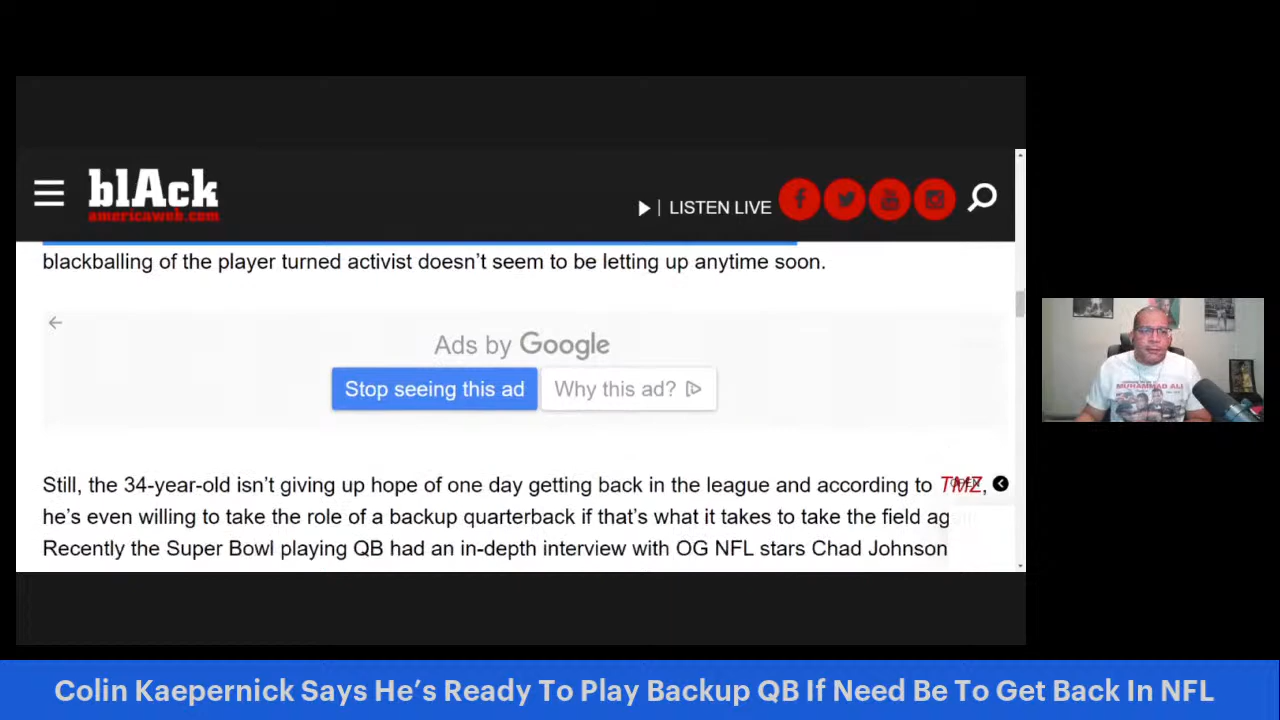 blAck
americaweb.com
| LISTEN LIVE
blackballing of the player turned activist doesn't seem to be letting up anytime soon.
Ads by Google
Stop seeing this ad
Why this ad?
Still, the 34-year-old isn't giving up hope of one day getting back in the league and according to TMZ,
he's even willing to take the role of a backup quarterback if that's what it takes to take the field
Recently the Super Bowl playing QB had an in-depth interview with OG NFL stars Chad Johnson
MUHAMMAD ALI
Colin Kaepernick Says He's Ready To Play Backup QB If Need Be To Get Back In NFL